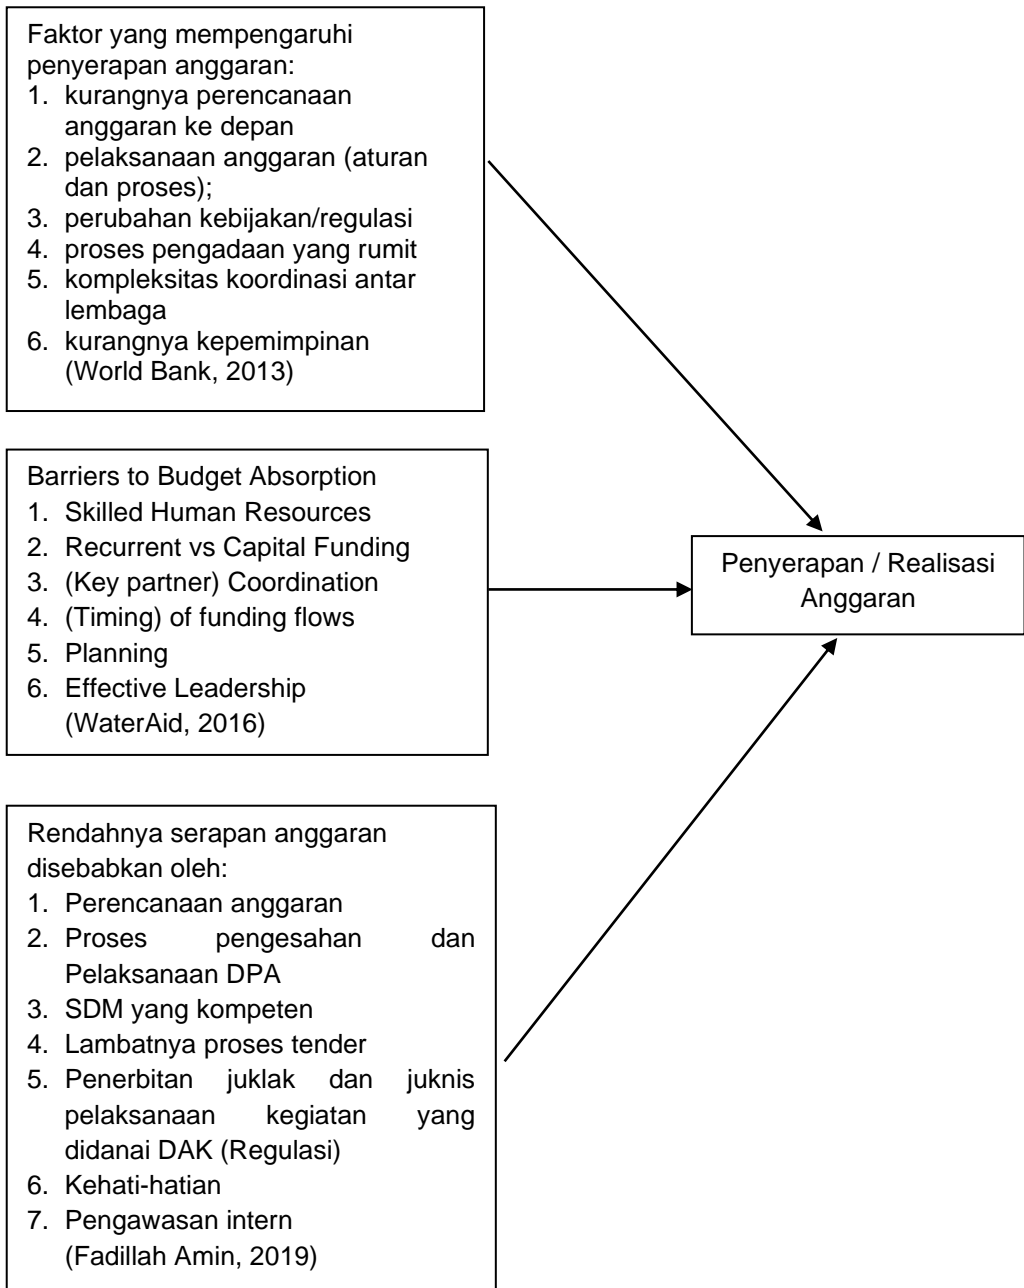 Faktor yang mempengaruhi
penyerapan anggaran:
1. kurangnya perencanaan
anggaran ke depan
2. pelaksanaan anggaran (aturan
dan proses);
3. perubahan kebijakan/regulasi
4. proses pengadaan yang rumit
5. kompleksitas koordinasi antar
lembaga
6. kurangnya kepemimpinan
(World Bank, 2013)
Barriers to Budget Absorption
1. Skilled Human Resources
2. Recurrent vs Capital Funding
3. (Key partner) Coordination
4. (Timing) of funding flows
5. Planning
6. Effective Leadership
(WaterAid, 2016)
Rendahnya serapan anggaran
disebabkan oleh:
1. Perencanaan anggaran
2. Proses pengesahan dan
Pelaksanaan DPA
3. SDM yang kompeten
4. Lambatnya proses tender
5. Penerbitan juklak dan juknis
pelaksanaan kegiatan yang
didanai DAK (Regulasi)
6. Kehati-hatian
7. Pengawasan intern
(Fadillah Amin, 2019)
Penyerapan / Realisasi
Anggaran